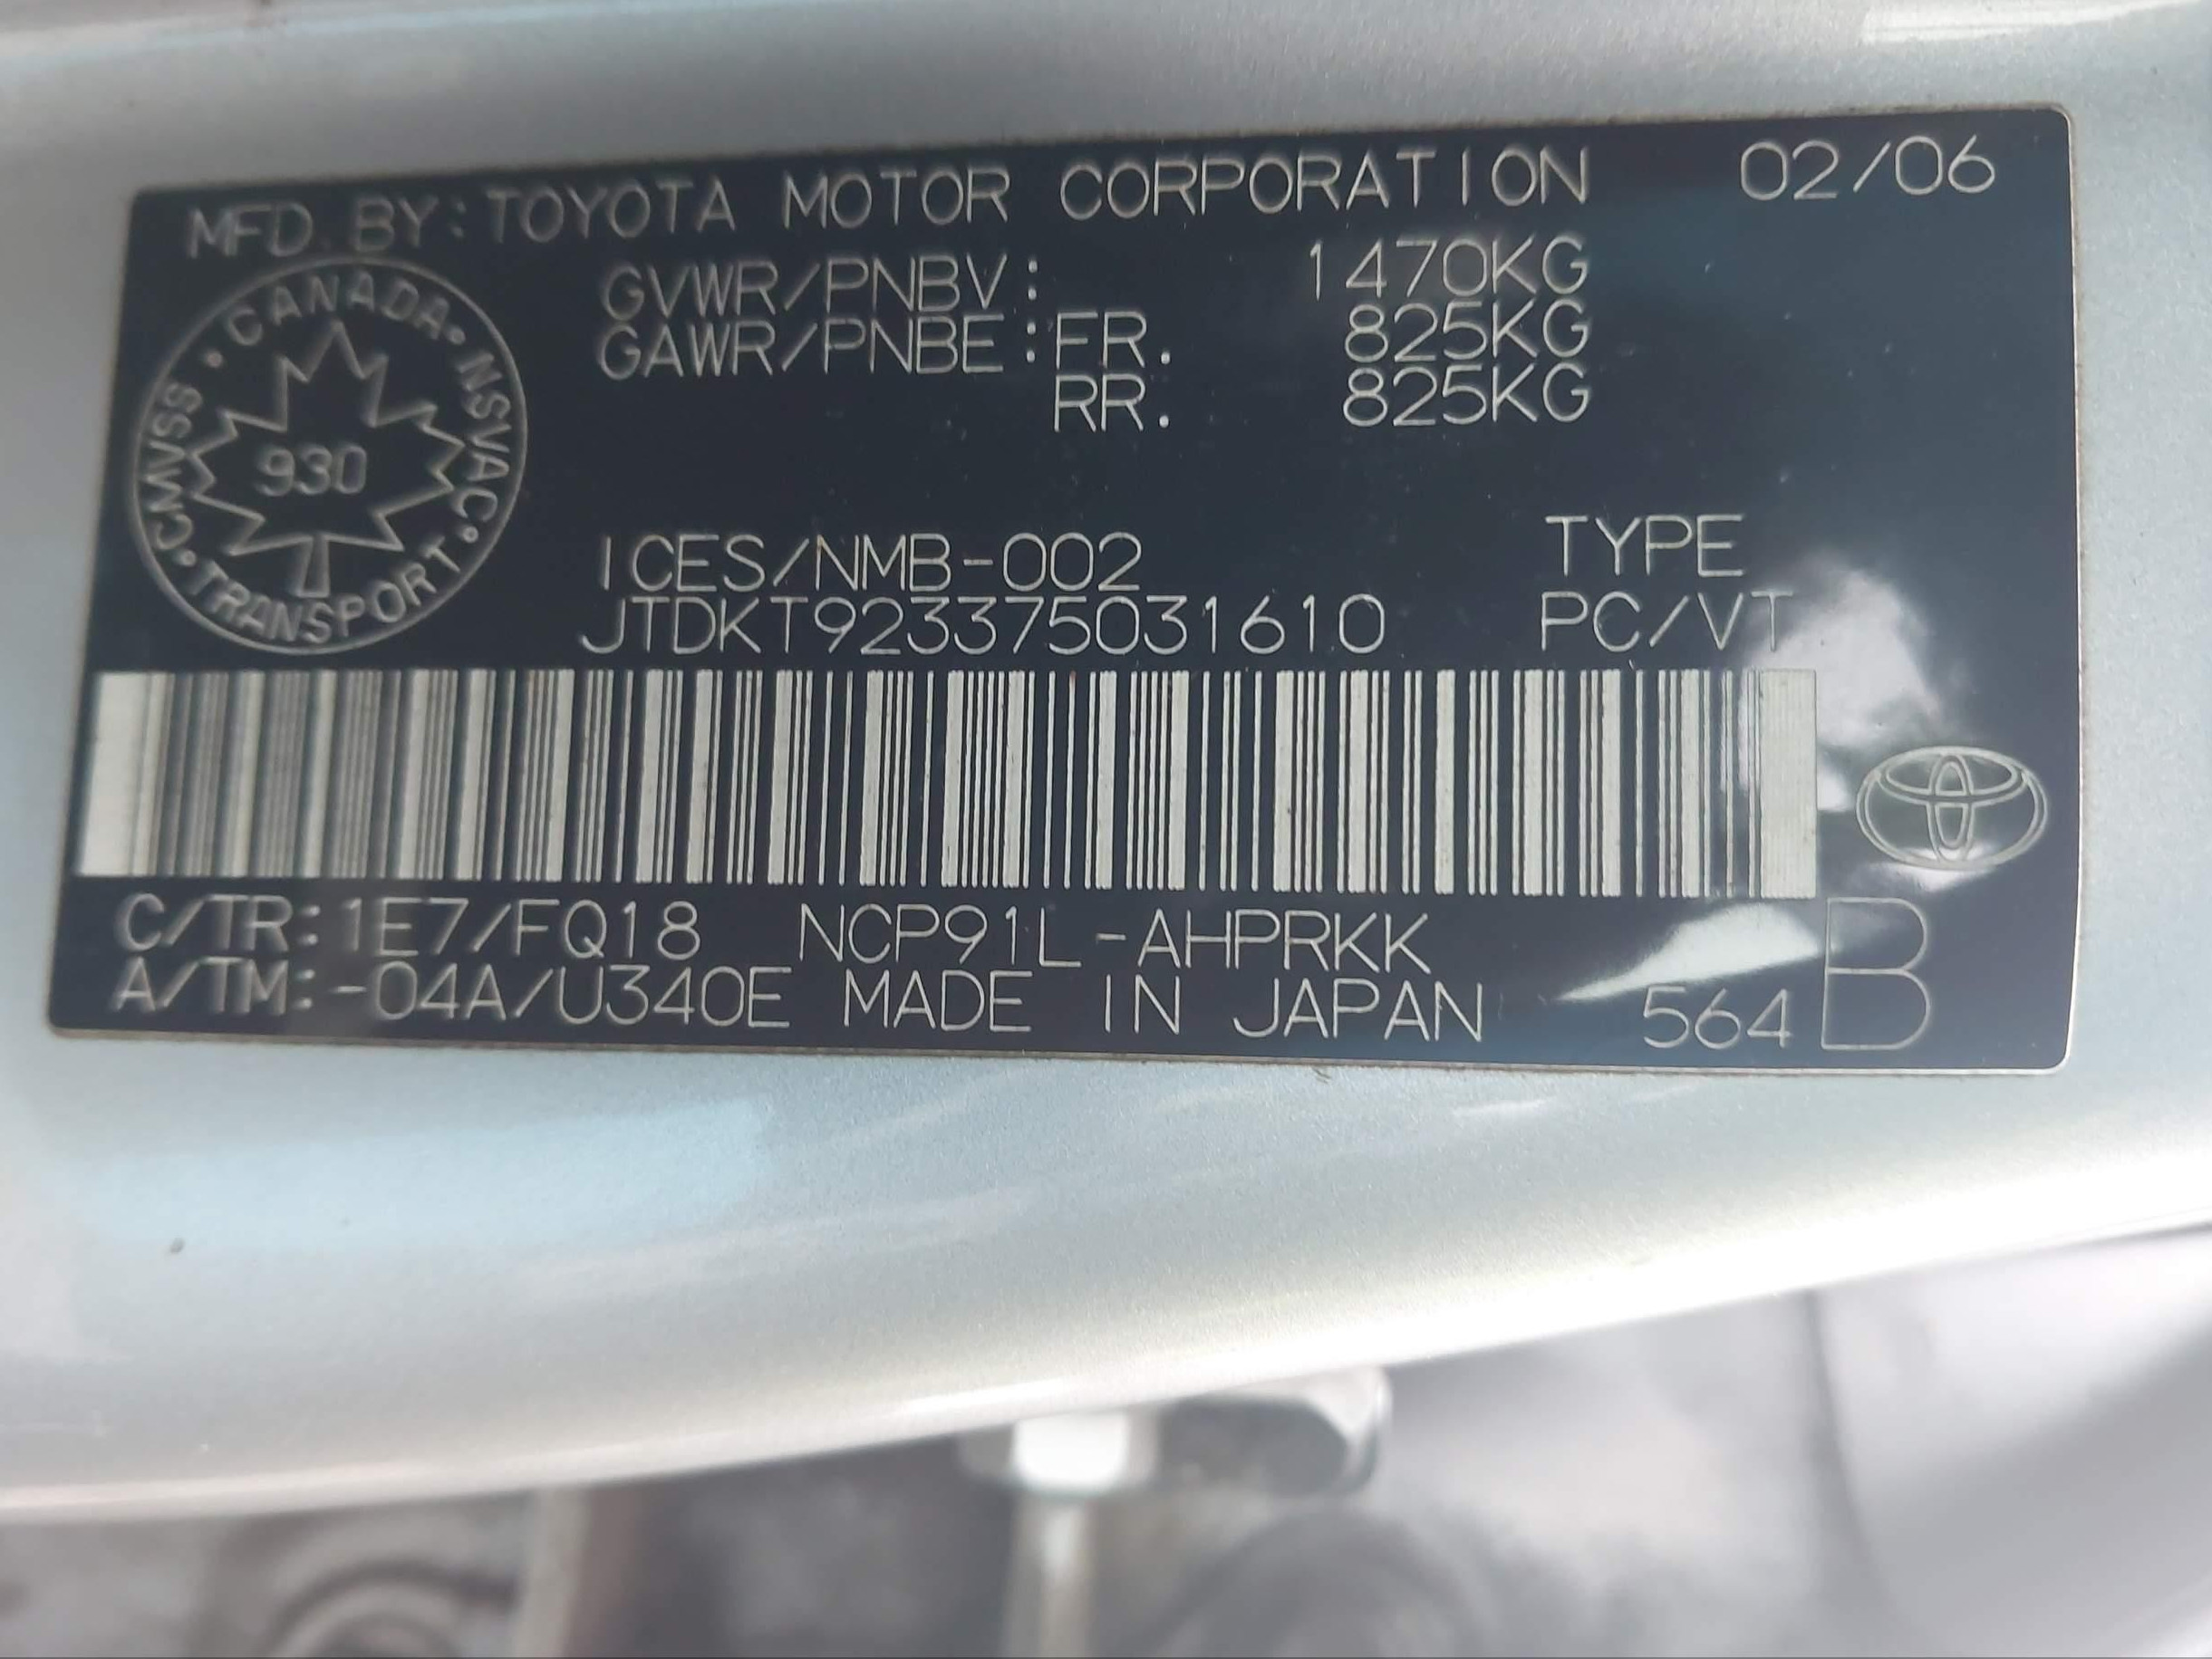 MFD. BY: TOYOTA MOTOR CORPORATION 02/06
GVWR/PNBV: 1470KG
GAWR/PNBE: FR. 825KG
RR. 825KG
CANADA • NSVAC • TRANSPORT • CMVSS •
930
ICES/NMB-002 TYPE
JTDKT923375031610 PC/VT
C/TR: 1E7/FQ18 NCP91L-AHPRKK
A/TM: -04A/U340E MADE IN JAPAN 564 B